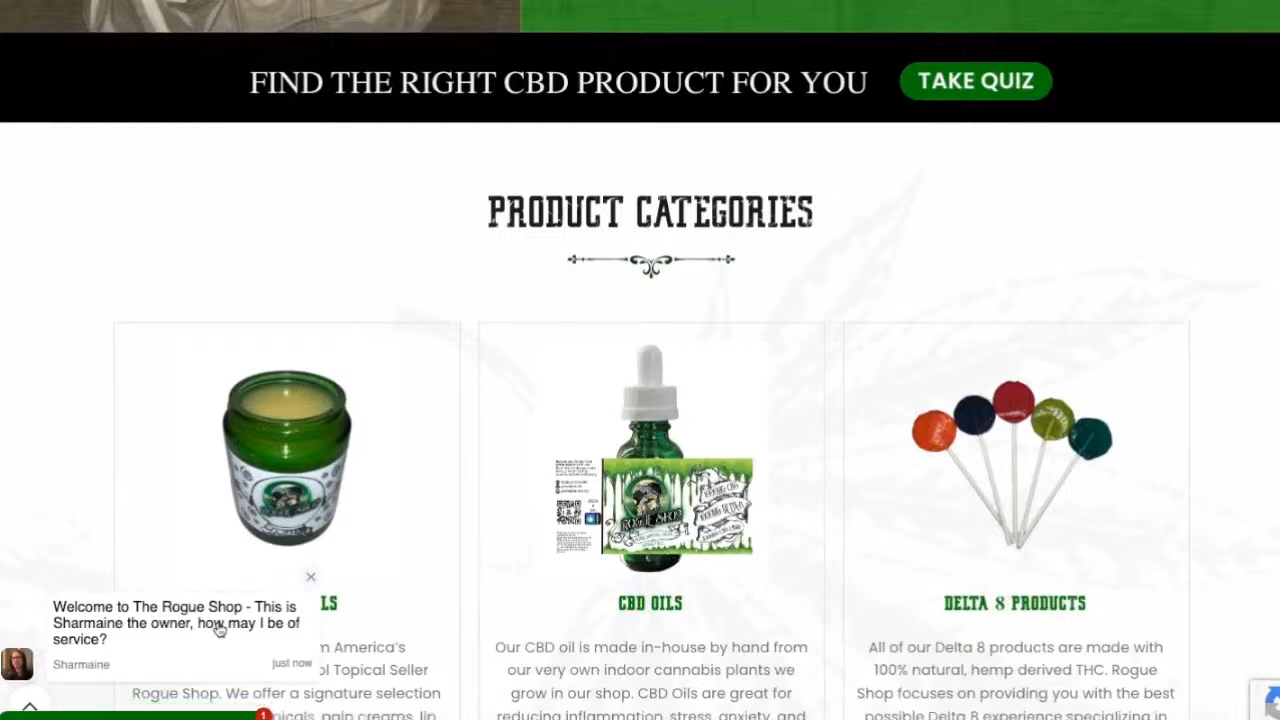 FIND THE RIGHT CBD PRODUCT FOR YOU
TAKE QUIZ
PRODUCT CATEGORIES
ROGUE SHOP
LS
CBD OILS
DELTA 8 PRODUCTS
Welcome to The Rogue Shop - This is
Sharmaine the owner, how may I be of
service?
Sharmaine
just now
m America's
ol Topical Seller
Rogue Shop. We offer a signature selection
picals, pain creams, lip
Our CBD oil is made in-house by hand from
our very own indoor cannabis plants we
grow in our shop. CBD Oils are great for
reducing inflammation, stress, anxiety, and
All of our Delta 8 products are made with
100% natural, hemp derived THC. Rogue
Shop focuses on providing you with the best
possible Delta 8 experience specializing in
1